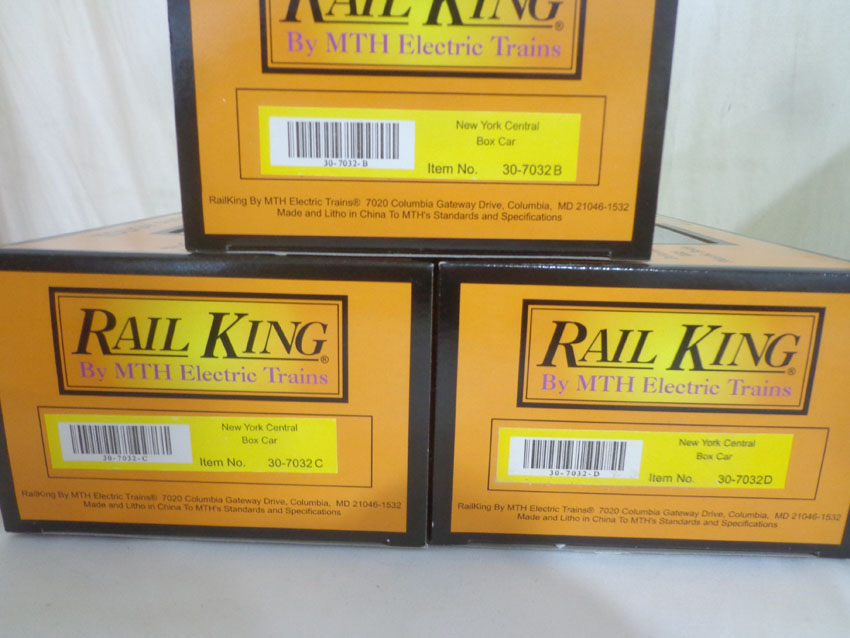 RAIL KING
®
By MTH Electric Trains
New York Central
Box Car
30-7032-B
Item No. 30-7032 B
RailKing By MTH Electric Trains® 7020 Columbia Gateway Drive, Columbia, MD 21046-1532
Made and Litho in China To MTH's Standards and Specifications
RAIL KING®
By MTH Electric Trains
New York Central
Box Car
30-7032-C
Item No. 30-7032 C
RailKing By MTH Electric Trains® 7020 Columbia Gateway Drive, Columbia, MD 21046-1532
Made and Litho in China To MTH's Standards and Specifications
RAIL KING®
By MTH Electric Trains
New York Central
Box Car
30-7032-D
Item No. 30-7032D
RailKing By MTH Electric Trains® 7020 Columbia Gateway Drive, Columbia, MD 21046-1532
Made and Litho in China To MTH's Standards and Specifications